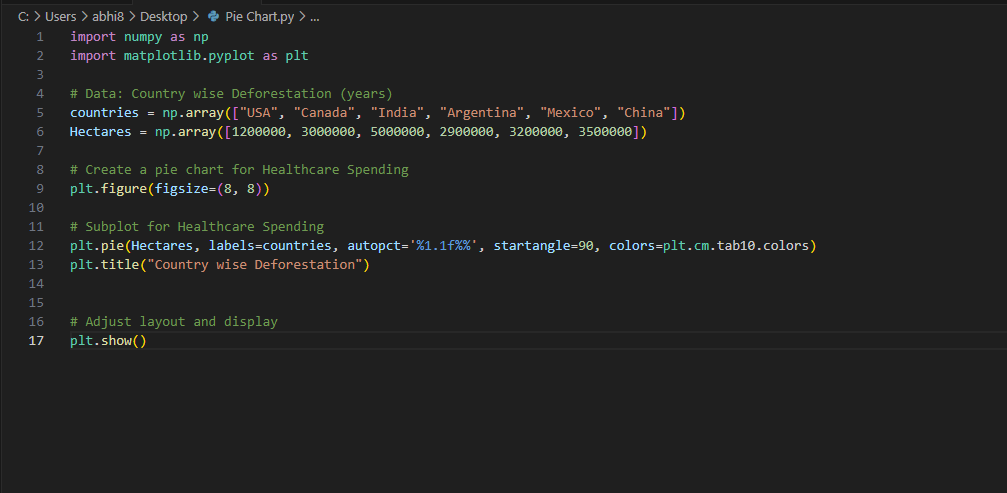 C: > Users > abhi8 > Desktop > Pie Chart.py > ...
1 import numpy as np
2 import matplotlib.pyplot as plt
3
4 # Data: Country wise Deforestation (years)
5 countries = np.array(["USA", "Canada", "India", "Argentina", "Mexico", "China"])
6 Hectares = np.array([1200000, 3000000, 5000000, 2900000, 3200000, 3500000])
7
8 # Create a pie chart for Healthcare Spending
9 plt.figure(figsize=(8, 8))
10
11 # Subplot for Healthcare Spending
12 plt.pie(Hectares, labels=countries, autopct='%1.1f%%', startangle=90, colors=plt.cm.tab10.colors)
13 plt.title("Country wise Deforestation")
14
15
16 # Adjust layout and display
17 plt.show()